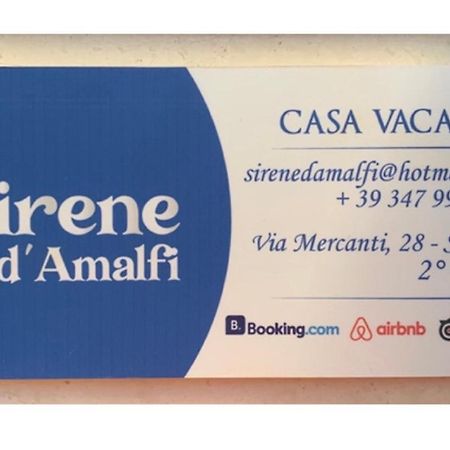 irene
d'Amalfi
CASA VACA
sirenedamalfi@hotm
+ 39 347 99
Via Mercanti, 28 - S
2°
B. Booking.com airbnb